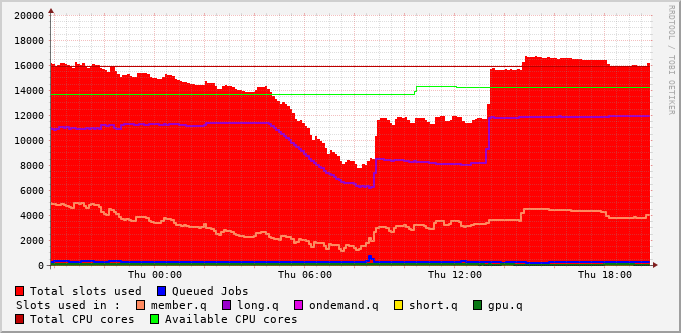 20000
18000
16000
14000
12000
10000
8000
6000
4000
2000
0
Thu 00:00 Thu 06:00 Thu 12:00 Thu 18:00
Total slots used Queued Jobs
Slots used in : member.q long.q ondemand.q short.q gpu.q
Total CPU cores Available CPU cores
RRDTOOL / TOBI OETIKER